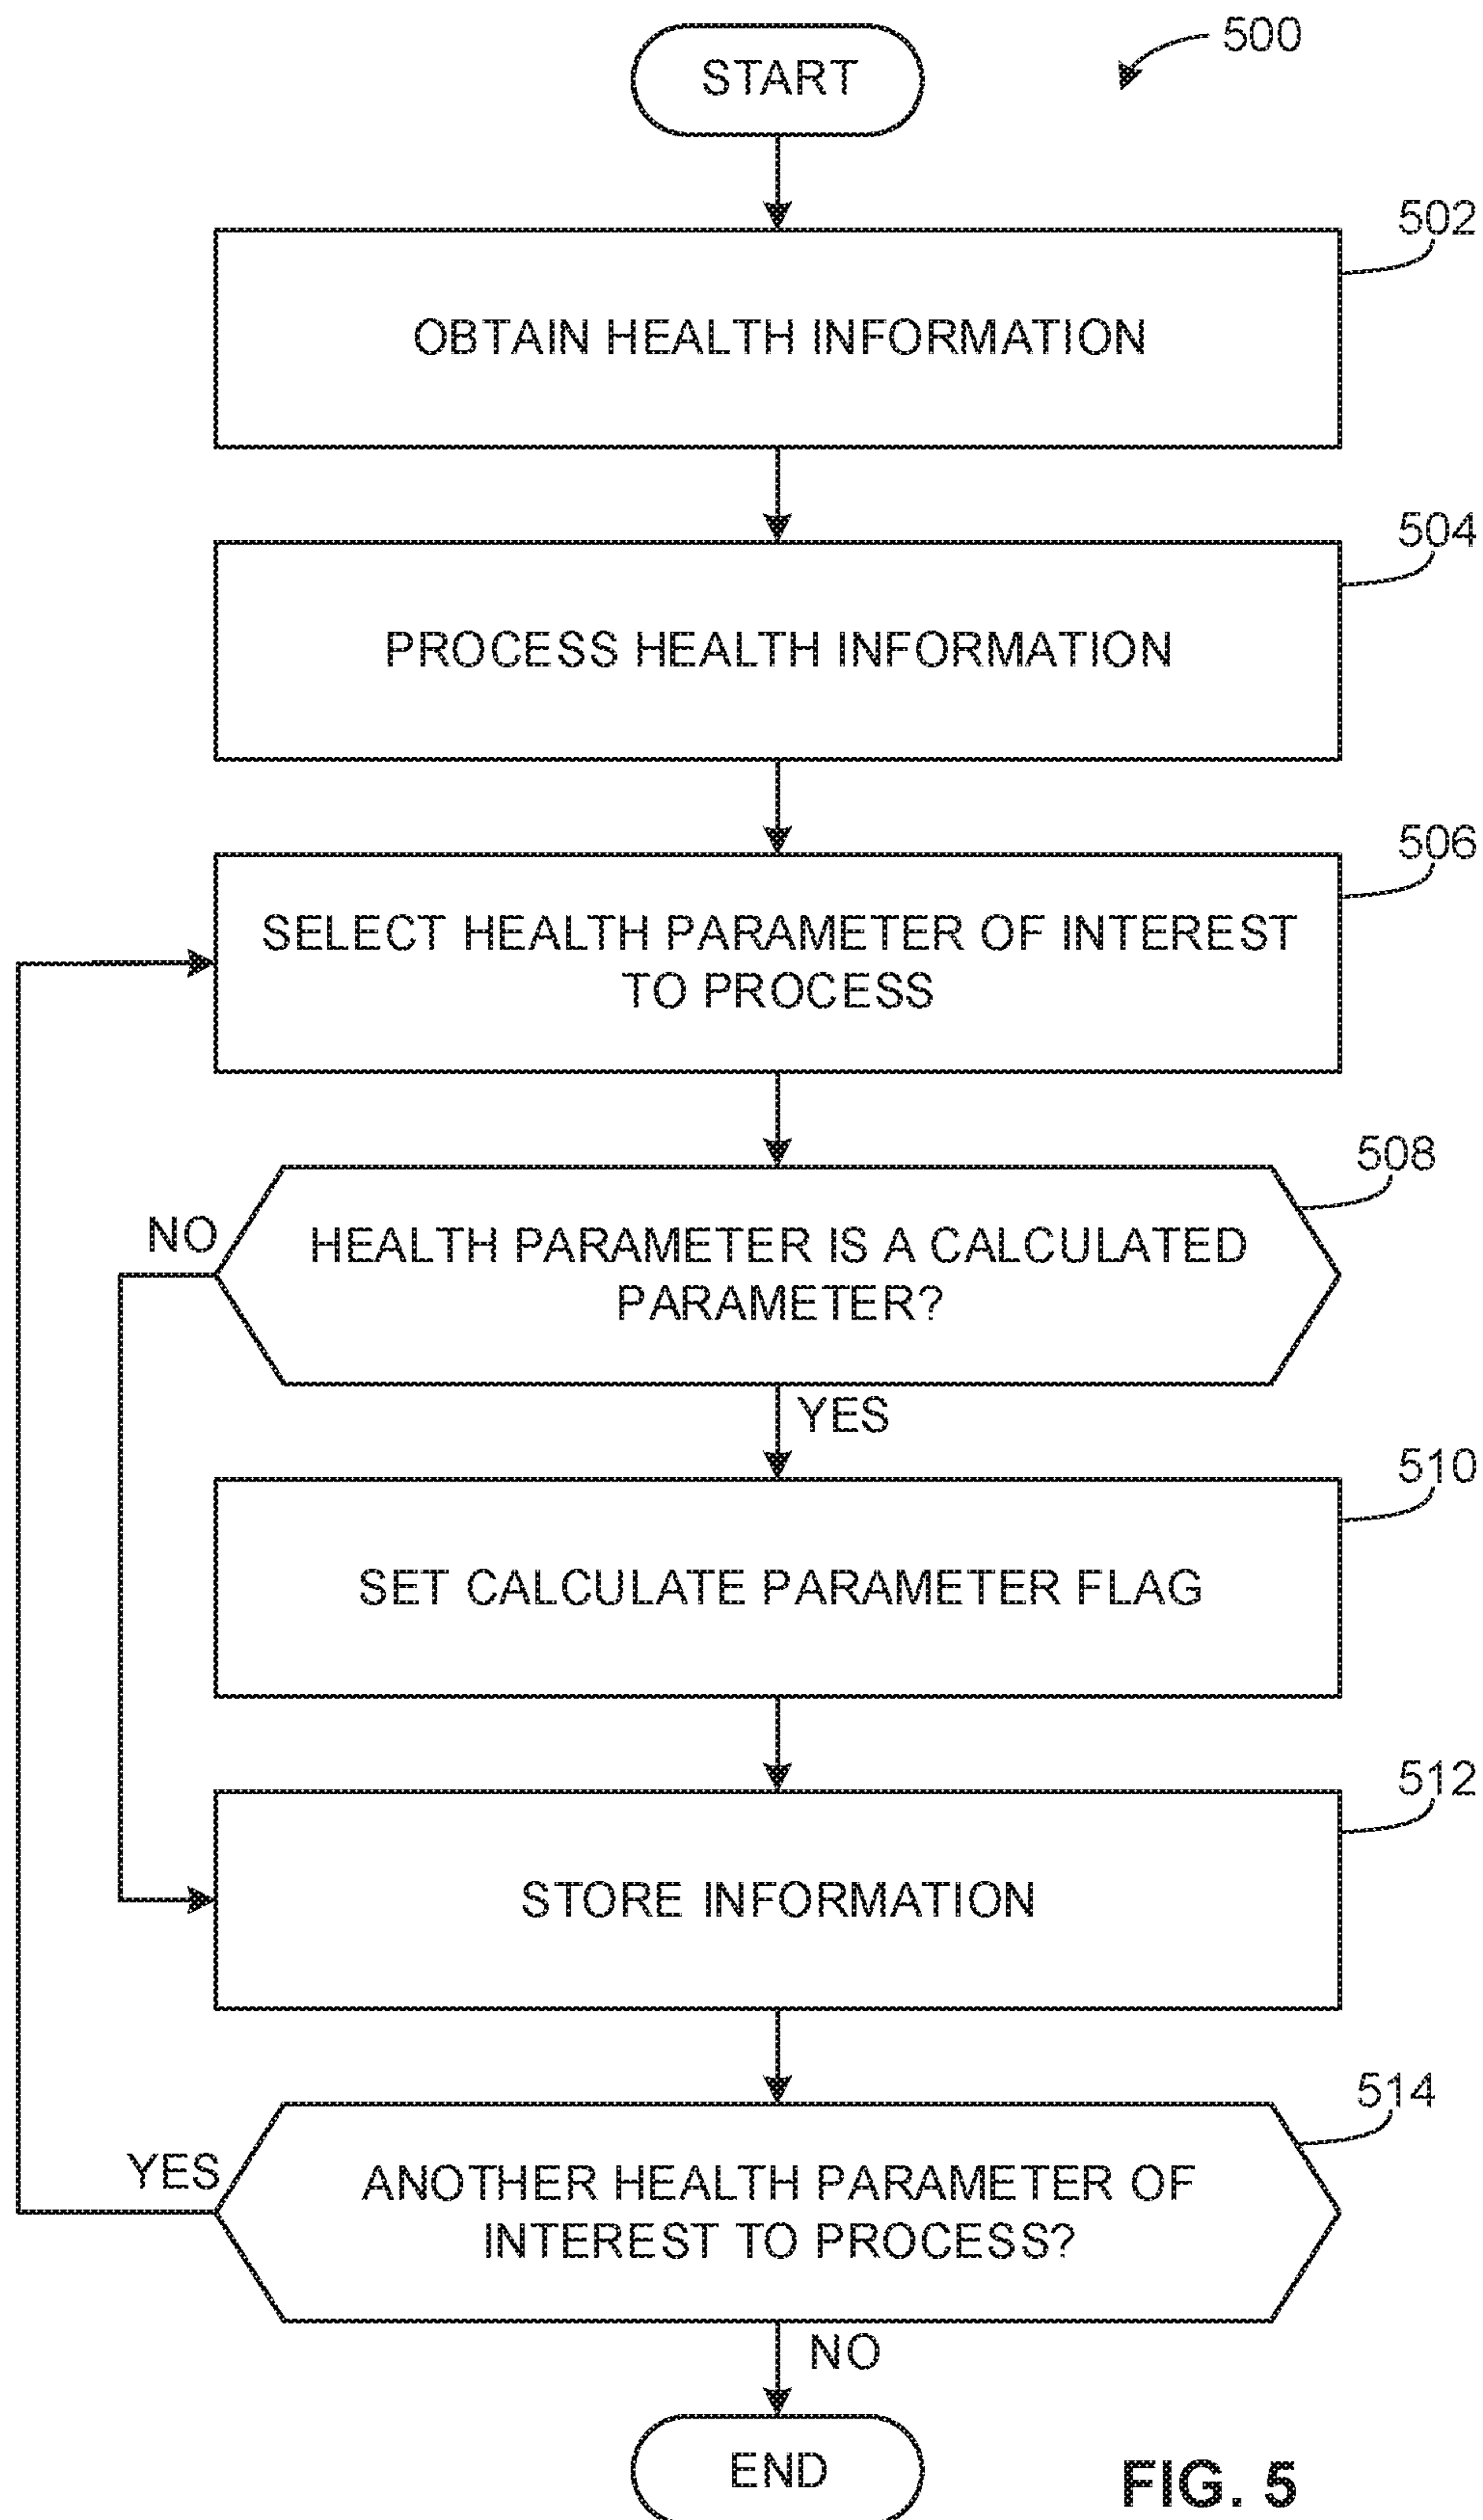 START
500
502
OBTAIN HEALTH INFORMATION
504
PROCESS HEALTH INFORMATION
506
SELECT HEALTH PARAMETER OF INTEREST
TO PROCESS
508
NO
HEALTH PARAMETER IS A CALCULATED
PARAMETER?
YES
510
SET CALCULATE PARAMETER FLAG
512
STORE INFORMATION
514
YES
ANOTHER HEALTH PARAMETER OF
INTEREST TO PROCESS?
NO
END
FIG. 5